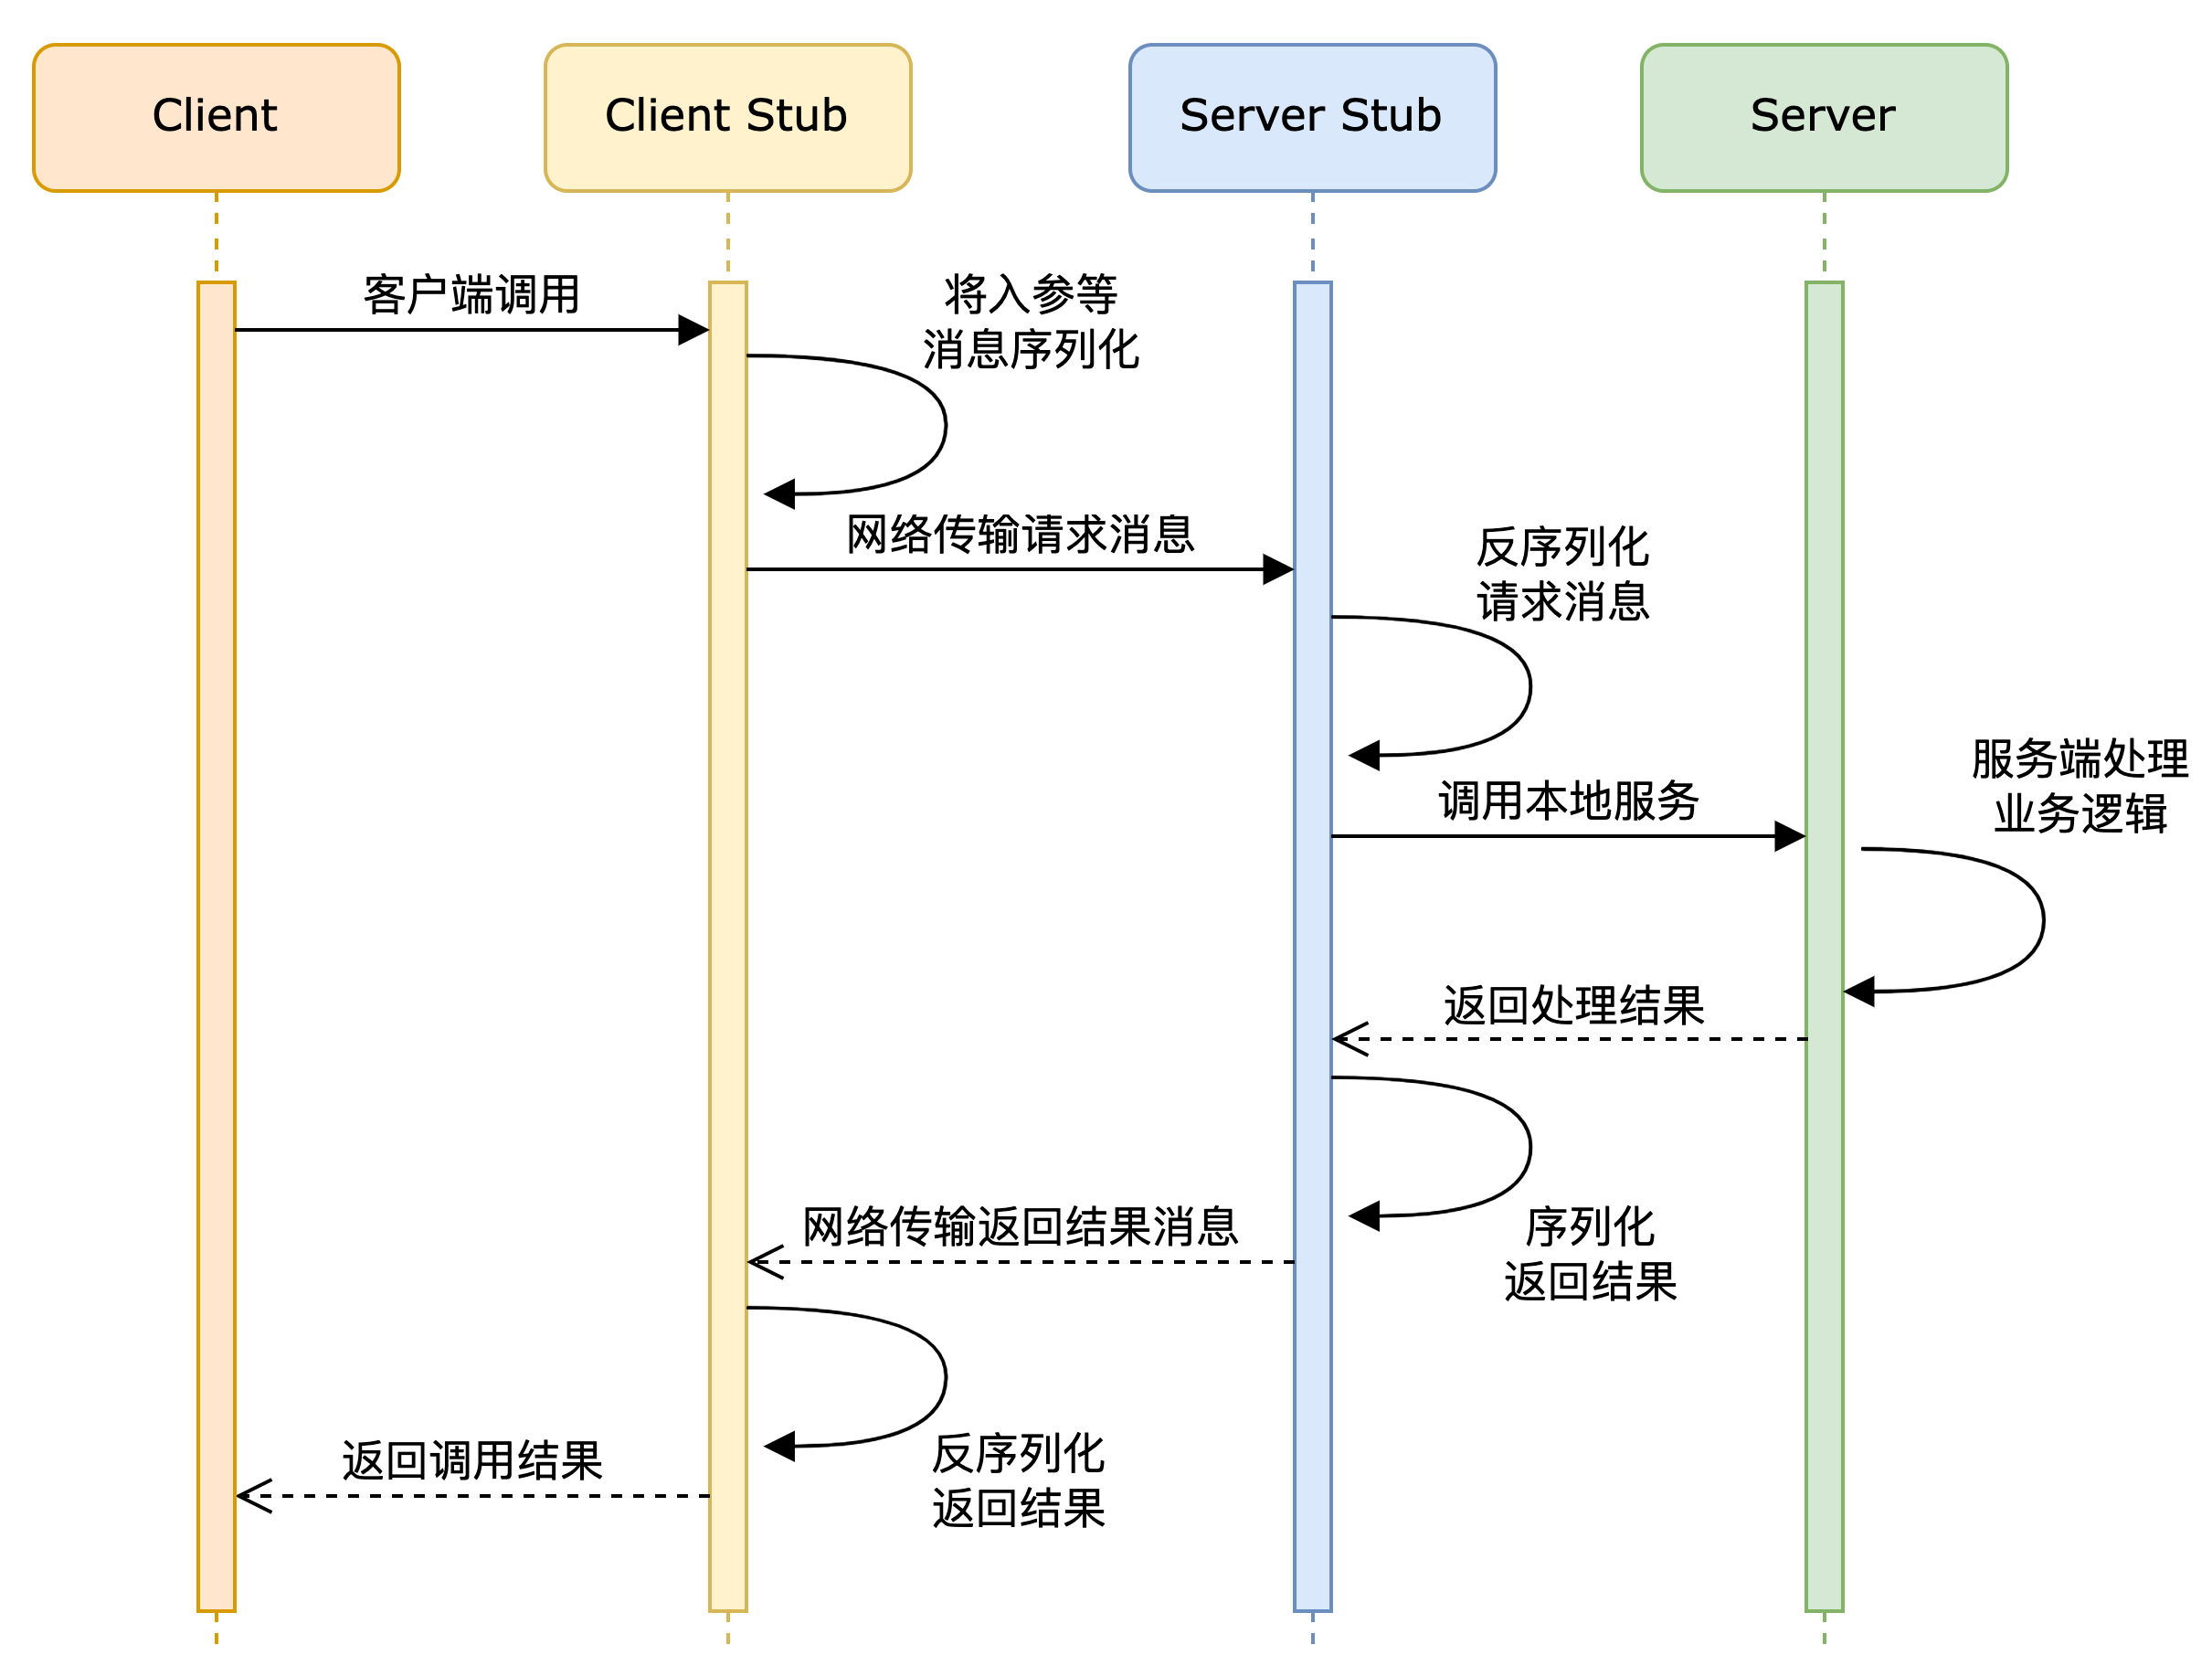 Client
Client Stub
Server Stub
Server
客户端调用
将入参等
消息序列化
网络传输请求消息
反序列化
请求消息
调用本地服务
服务端处理
业务逻辑
返回处理结果
序列化
返回结果
网络传输返回结果消息
反序列化
返回结果
返回调用结果